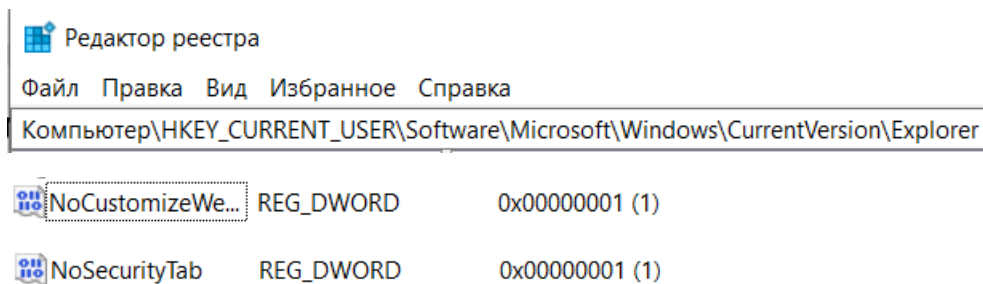 Редактор реестра
Файл Правка Вид Избранное Справка
Компьютер\HKEY_CURRENT_USER\Software\Microsoft\Windows\CurrentVersion\Explorer
NoCustomizeWe... REG_DWORD 0x00000001 (1)
NoSecurityTab REG_DWORD 0x00000001 (1)